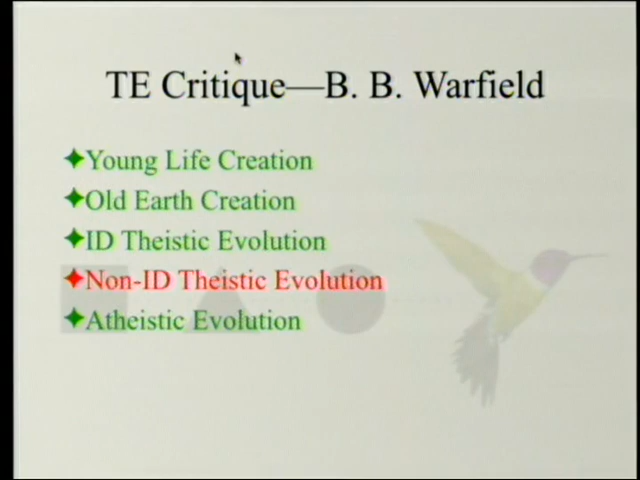 TE Critique—B. B. Warfield
Young Life Creation
Old Earth Creation
ID Theistic Evolution
Non-ID Theistic Evolution
Atheistic Evolution